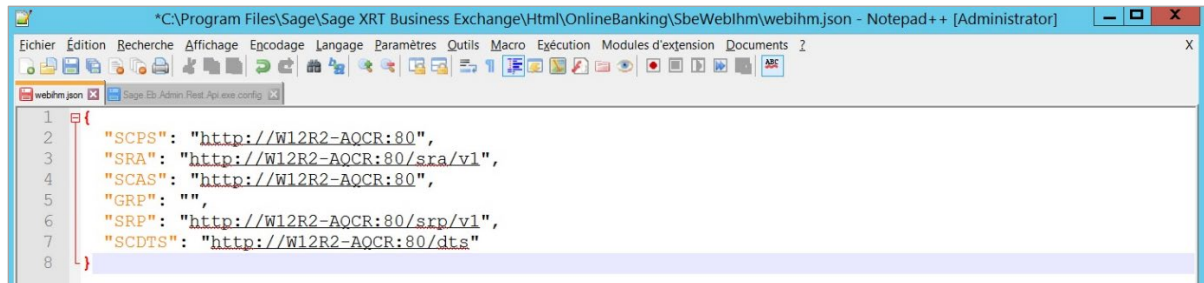 *C:\Program Files\Sage\Sage XRT Business Exchange\Html\OnlineBanking\SbeWebIhm\webihm.json - Notepad++ [Administrator]
Eichier Édition Recherche Affichage Encodage Langage Paramètres Outils Macro Exécution Modules d'extension Documents ? X
webihm.json Sage.Eb.Admin.Rest.Api.exe.config
1 {
2 "SCPS": "http://W12R2-AQCR:80",
3 "SRA": "http://W12R2-AQCR:80/sra/v1",
4 "SCAS": "http://W12R2-AQCR:80",
5 "GRP": "",
6 "SRP": "http://W12R2-AQCR:80/srp/v1",
7 "SCDTS": "http://W12R2-AQCR:80/dts"
8 }